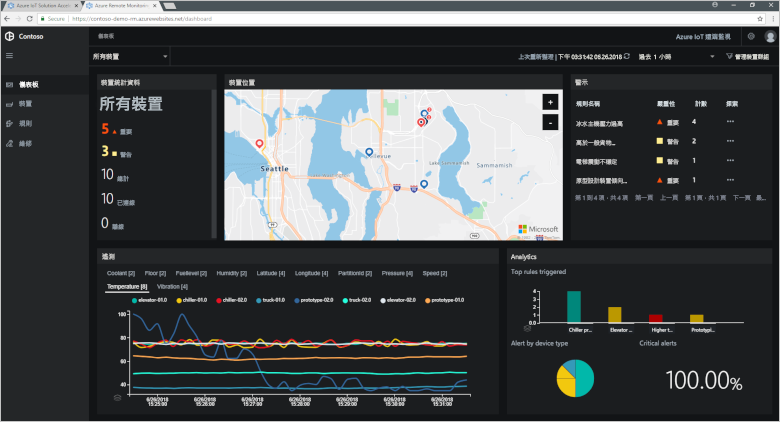 Azure IoT Solution Accel
Azure Remote Monitorin
Secure
https://contoso-demo-rm.azurewebsites.net/dashboard
Contoso
儀表板
Azure IoT 遠端監視
所有裝置
上次重新整理 | 下午 03:31:42 06.26.2018
過去 1 小時
管理裝置群組
儀表板
裝置
規則
維修
裝置統計資料
所有裝置
5 重要
3 警告
10 總計
10 已連線
0 離線
裝置位置
+
-
Seattle
Bellevue
Lake Sammamish
Sammamish
Microsoft
警示
規則名稱 嚴重性 計數 探索
冰水主機壓力過高 重要 4 ...
高於一般貨物... 警告 2 ...
電梯震動不穩定 警告 1 ...
原型設計裝置傾向... 重要 1 ...
第 1 到 4 項,共 4 項 第一頁 上一頁 第 1 頁,共 1 頁 下一頁 最...
遙測
Coolant [2] Floor [2] Fuellevel [2] Humidity [2] Latitude [4] Longitude [4] PartitionId [2] Pressure [4] Speed [2]
Temperature [8] Vibration [4]
elevator-01.0 chiller-01.0 chiller-02.0 truck-01.0 prototype-02.0 truck-02.0 elevator-02.0 prototype-01.0
100
80
60
40
6/26/2018 15:25:00
6/26/2018 15:26:00
6/26/2018 15:27:00
6/26/2018 15:28:00
6/26/2018 15:29:00
6/26/2018 15:30:00
6/26/2018 15:31:00
Analytics
Top rules triggered
4
3
2
1
0.0
Chiller pr... Elevator ... Higher t... Prototypi...
Alert by device type
Critical alerts
100.00%